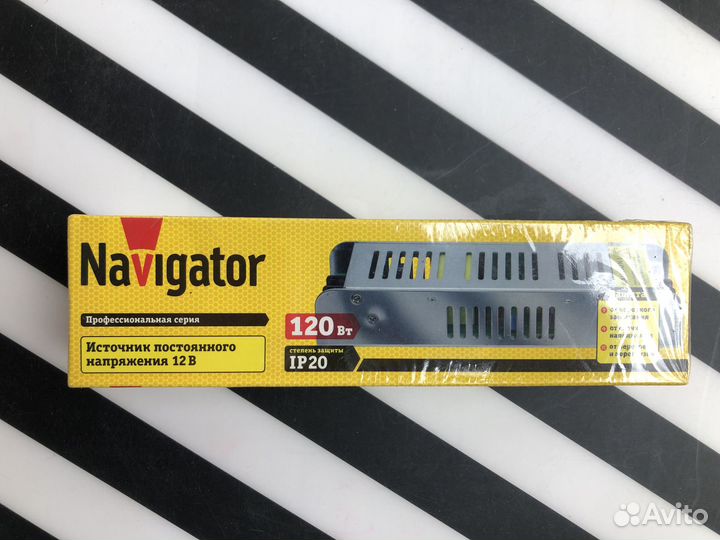 Navigator
Профессиональная серия
Источник постоянного
напряжения 12 В
120 Вт
степень защиты
IP20
Avito